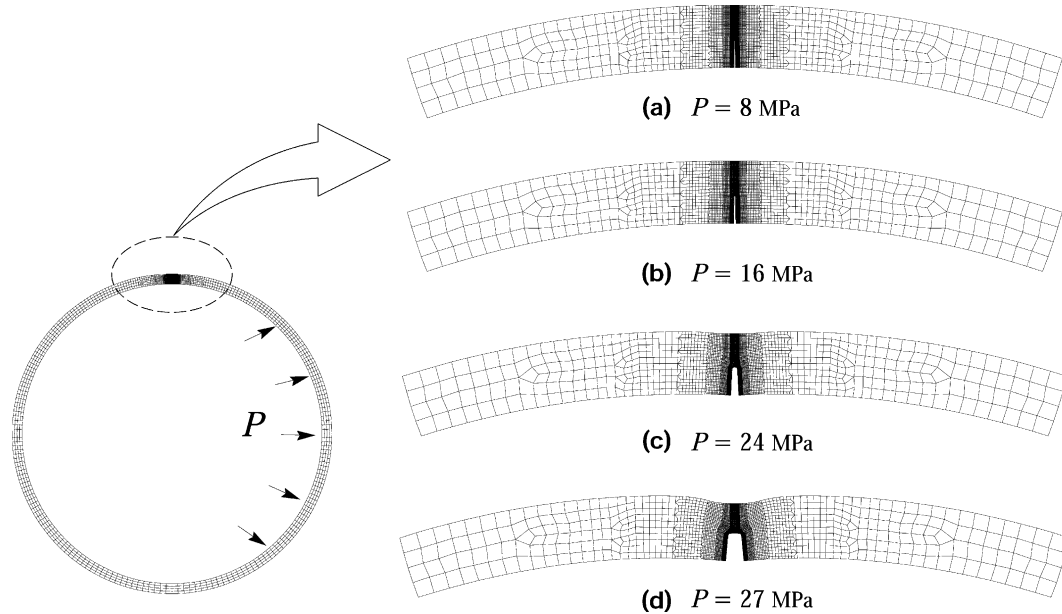 (a) P = 8 MPa
(b) P = 16 MPa
P
(c) P = 24 MPa
(d) P = 27 MPa